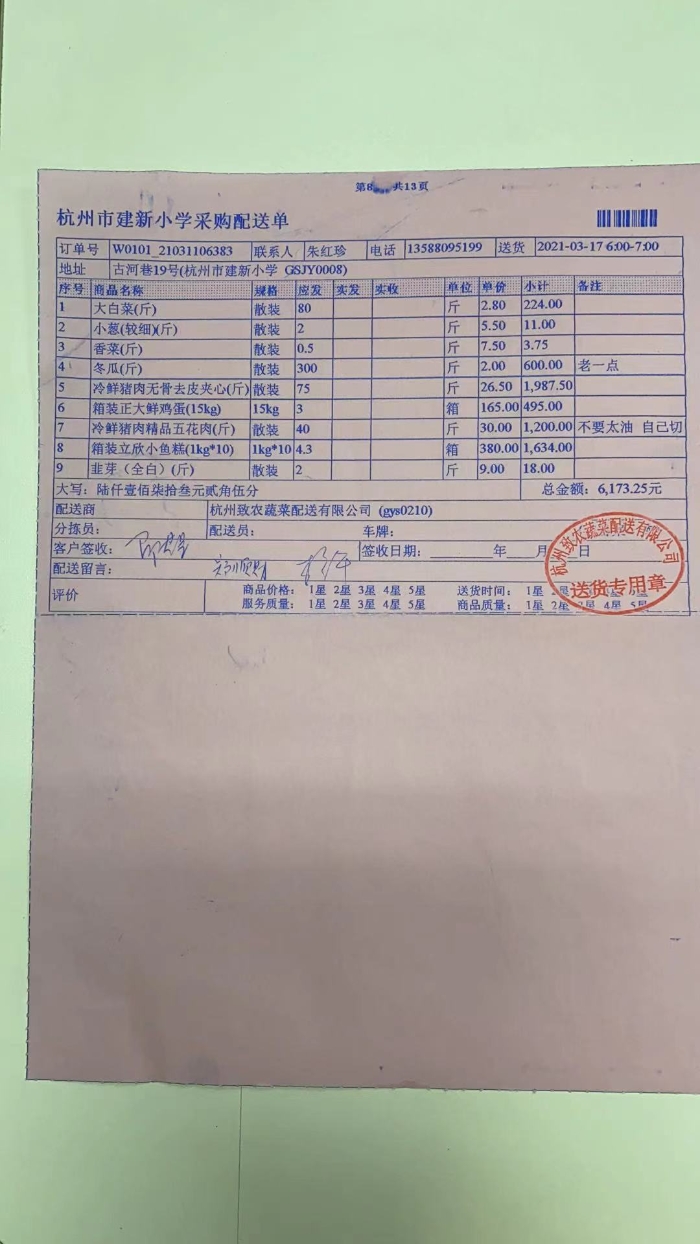 第8 共13页
杭州市建新小学采购配送单
订单号 W0101_21031106383 联系人 朱红珍 电话 13588095199 送货 2021-03-17 6:00-7:00
地址 古河巷19号(杭州市建新小学 GSJY0008)
序号 商品名称 规格 应发 实发 实收 单位 单价 小计 备注
1 大白菜(斤) 散装 80 斤 2.80 224.00
2 小葱(较细)(斤) 散装 2 斤 5.50 11.00
3 香菜(斤) 散装 0.5 斤 7.50 3.75
4 冬瓜(斤) 散装 300 斤 2.00 600.00 老一点
5 冷鲜猪肉无骨去皮夹心(斤) 散装 75 斤 26.50 1,987.50
6 箱装正大鲜鸡蛋(15kg) 15kg 3 箱 165.00 495.00
7 冷鲜猪肉精品五花肉(斤) 散装 40 斤 30.00 1,200.00 不要太油 自己切
8 箱装立欣小鱼糕(1kg*10) 1kg*10 4.3 箱 380.00 1,634.00
9 韭芽（全白）(斤) 散装 2 斤 9.00 18.00
大写：陆仟壹佰柒拾叁元贰角伍分 总金额：6,173.25元
配送商 杭州致农蔬菜配送有限公司 (gys0210)
分拣员： 配送员： 车牌：
客户签收： 签收日期： 年 月 日
配送留言：
评价 商品价格： 1星 2星 3星 4星 5星 送货时间： 1星 2星 3星 4星 5星
服务质量： 1星 2星 3星 4星 5星 商品质量： 1星 2星 3星 4星 5星
杭州致农蔬菜配送有限公司
送货专用章